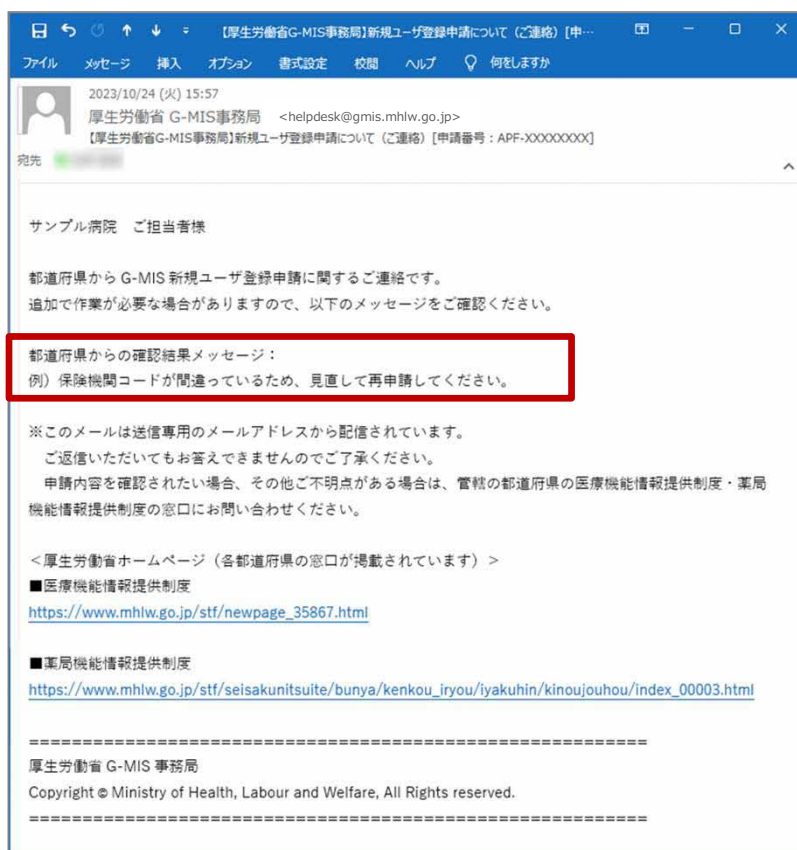 【厚生労働省G-MIS事務局】新規ユーザ登録申請について（ご連絡）[申…
ファイル メッセージ 挿入 オプション 書式設定 校閲 ヘルプ 何をしますか
2023/10/24 (火) 15:57
厚生労働省 G-MIS事務局 <helpdesk@gmis.mhlw.go.jp>
【厚生労働省G-MIS事務局】新規ユーザ登録申請について（ご連絡）[申請番号：APF-XXXXXXXX]
宛先
サンプル病院　ご担当者様
都道府県から G-MIS 新規ユーザ登録申請に関するご連絡です。
追加で作業が必要な場合がありますので、以下のメッセージをご確認ください。
都道府県からの確認結果メッセージ：
例）保険機関コードが間違っているため、見直して再申請してください。
※このメールは送信専用のメールアドレスから配信されています。
ご返信いただいてもお答えできませんのでご了承ください。
申請内容を確認されたい場合、その他ご不明点がある場合は、管轄の都道府県の医療機能情報提供制度・薬局
機能情報提供制度の窓口にお問い合わせください。
＜厚生労働省ホームページ（各都道府県の窓口が掲載されています）＞
■医療機能情報提供制度
https://www.mhlw.go.jp/stf/newpage_35867.html
■薬局機能情報提供制度
https://www.mhlw.go.jp/stf/seisakunitsuite/bunya/kenkou_iryou/iyakuhin/kinoujouhou/index_00003.html
==========================================================
厚生労働省 G-MIS 事務局
Copyright © Ministry of Health, Labour and Welfare, All Rights reserved.
==========================================================